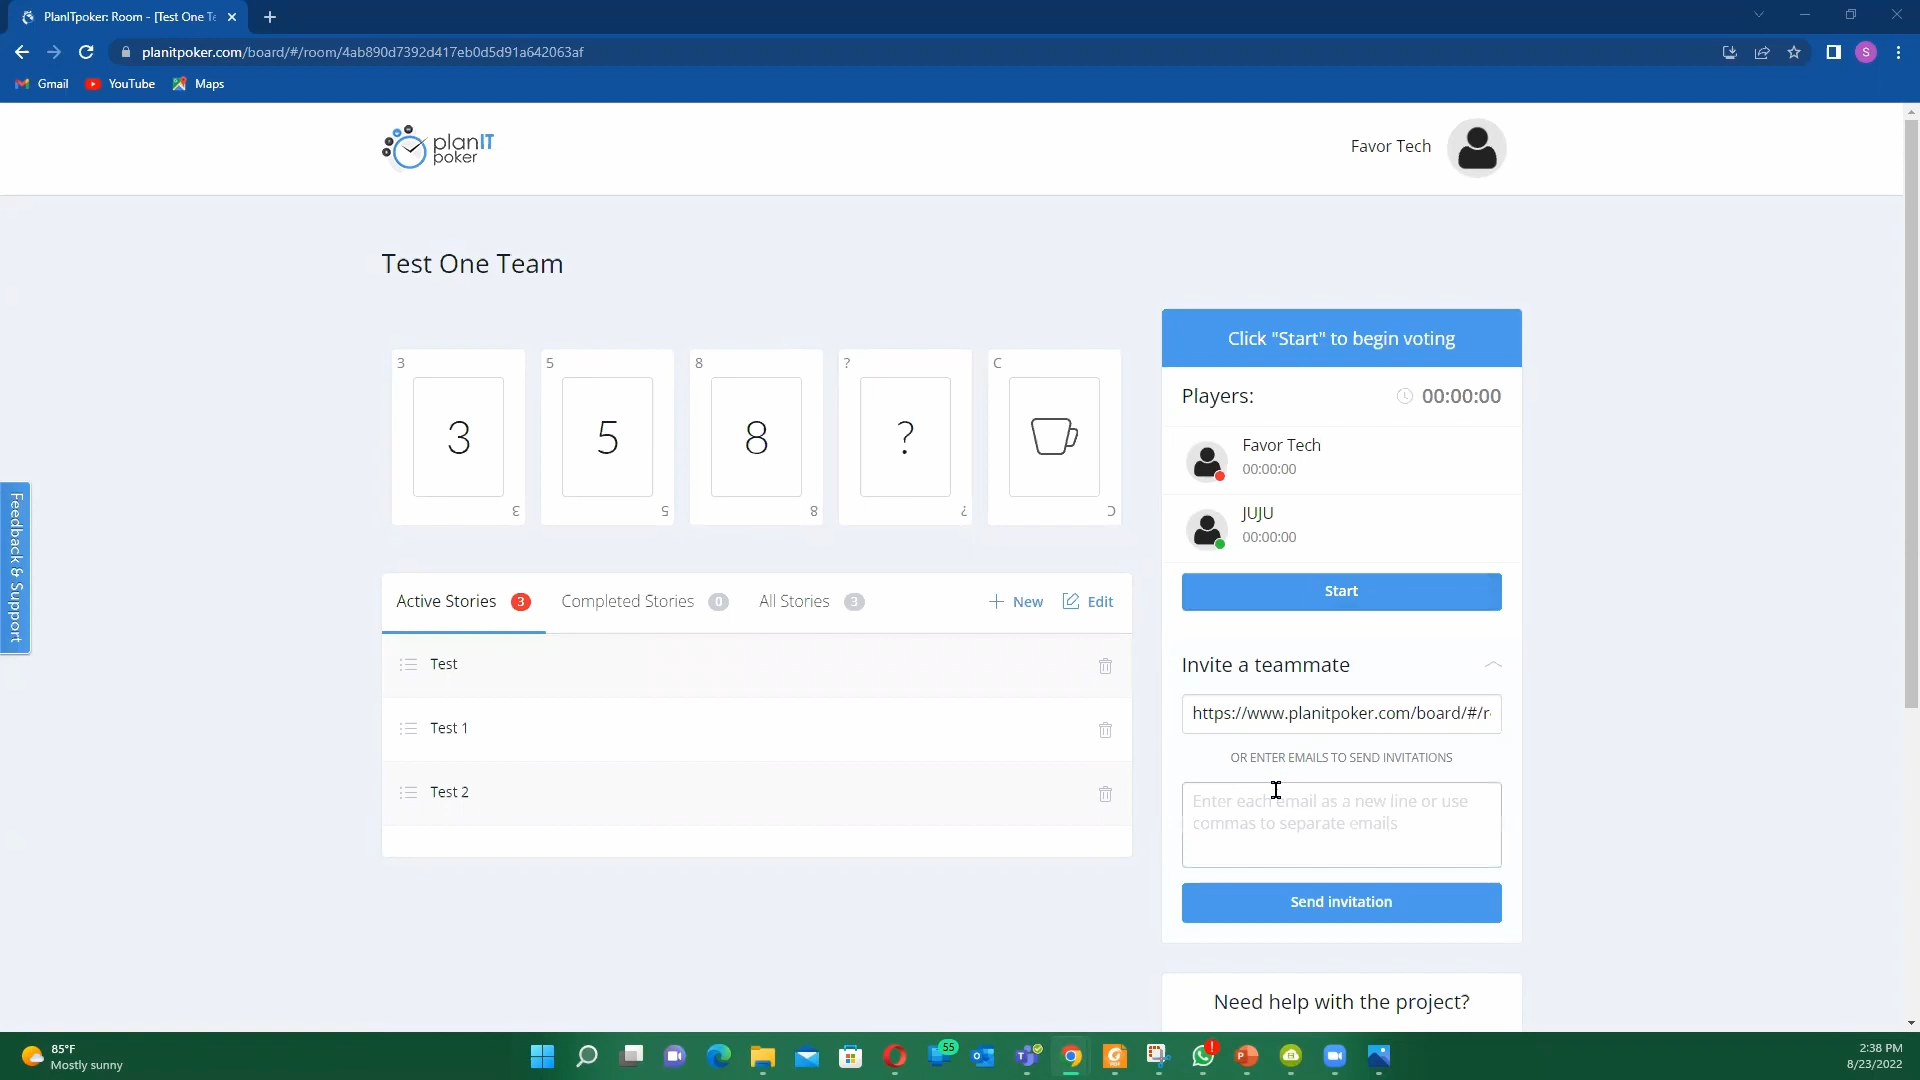 PlanITpoker: Room - [Test One Te
planitpoker.com/board/#/room/4ab890d7392d417eb0d5d91a642063af
S
Gmail
YouTube
Maps
planIT
poker
Favor Tech
Test One Team
3
3
3
5
5
5
8
8
8
?
?
?
C
C
Click "Start" to begin voting
Players:
00:00:00
Favor Tech
00:00:00
JUJU
00:00:00
Start
Feedback & Support
Active Stories 3
Completed Stories 0
All Stories 3
New
Edit
Test
Test 1
Test 2
Invite a teammate
https://www.planitpoker.com/board/#/r
OR ENTER EMAILS TO SEND INVITATIONS
Enter each email as a new line or use
commas to separate emails
Send invitation
Need help with the project?
85°F
Mostly sunny
55
2:38 PM
8/23/2022